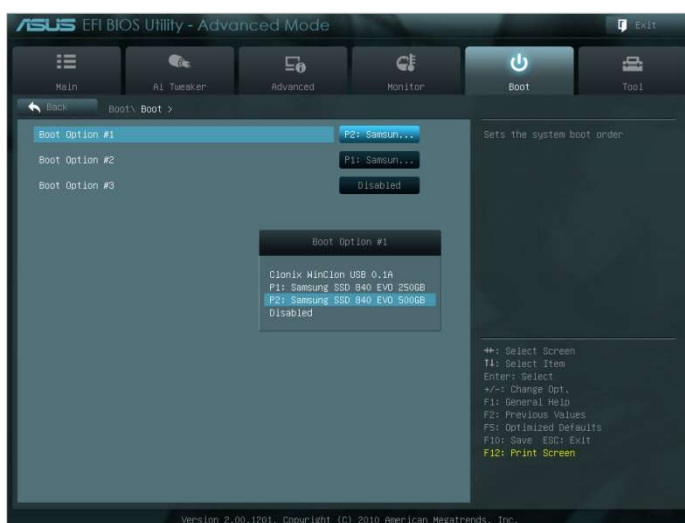 ASUS EFI BIOS Utility - Advanced Mode
Exit
Main
Ai Tweaker
Advanced
Monitor
Boot
Tool
Back
Boot\ Boot >
Boot Option #1
P2: Samsun...
Sets the system boot order
Boot Option #2
P1: Samsun...
Boot Option #3
Disabled
Boot Option #1
Clonix WinClon USB 0.1A
P1: Samsung SSD 840 EVO 250GB
P2: Samsung SSD 840 EVO 500GB
Disabled
→←: Select Screen
↑↓: Select Item
Enter: Select
+/-: Change Opt.
F1: General Help
F2: Previous Values
F5: Optimized Defaults
F10: Save ESC: Exit
F12: Print Screen
Version 2.00.1201. Copyright (C) 2010 American Megatrends, Inc.